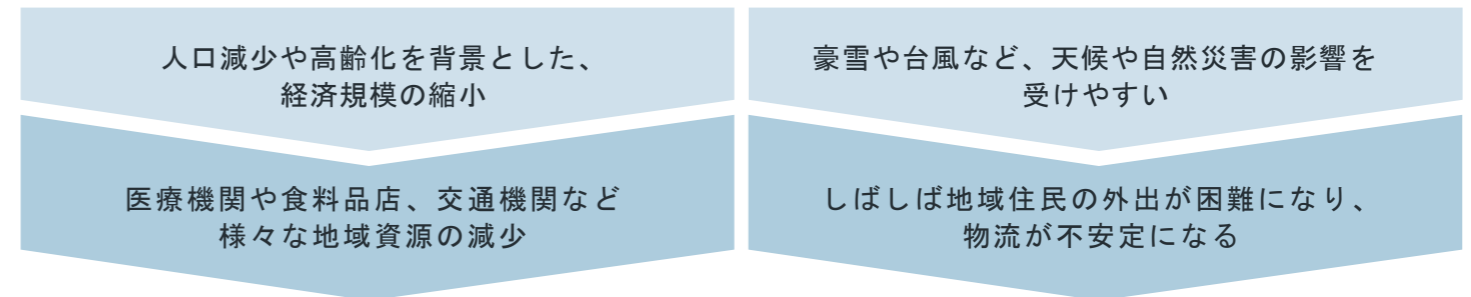 人口減少や高齢化を背景とした、
経済規模の縮小
医療機関や食料品店、交通機関など
様々な地域資源の減少
豪雪や台風など、天候や自然災害の影響を
受けやすい
しばしば地域住民の外出が困難になり、
物流が不安定になる